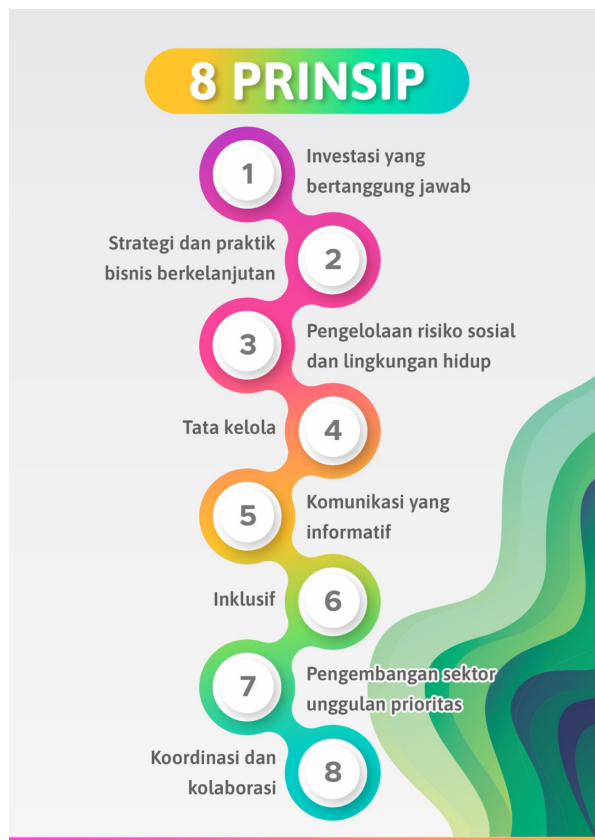 8 PRINSIP
1
Investasi yang
bertanggung jawab
Strategi dan praktik
bisnis berkelanjutan
2
3
Pengelolaan risiko sosial
dan lingkungan hidup
Tata kelola
4
5
Komunikasi yang
informatif
Inklusif
6
7
Pengembangan sektor
unggulan prioritas
Koordinasi dan
kolaborasi
8